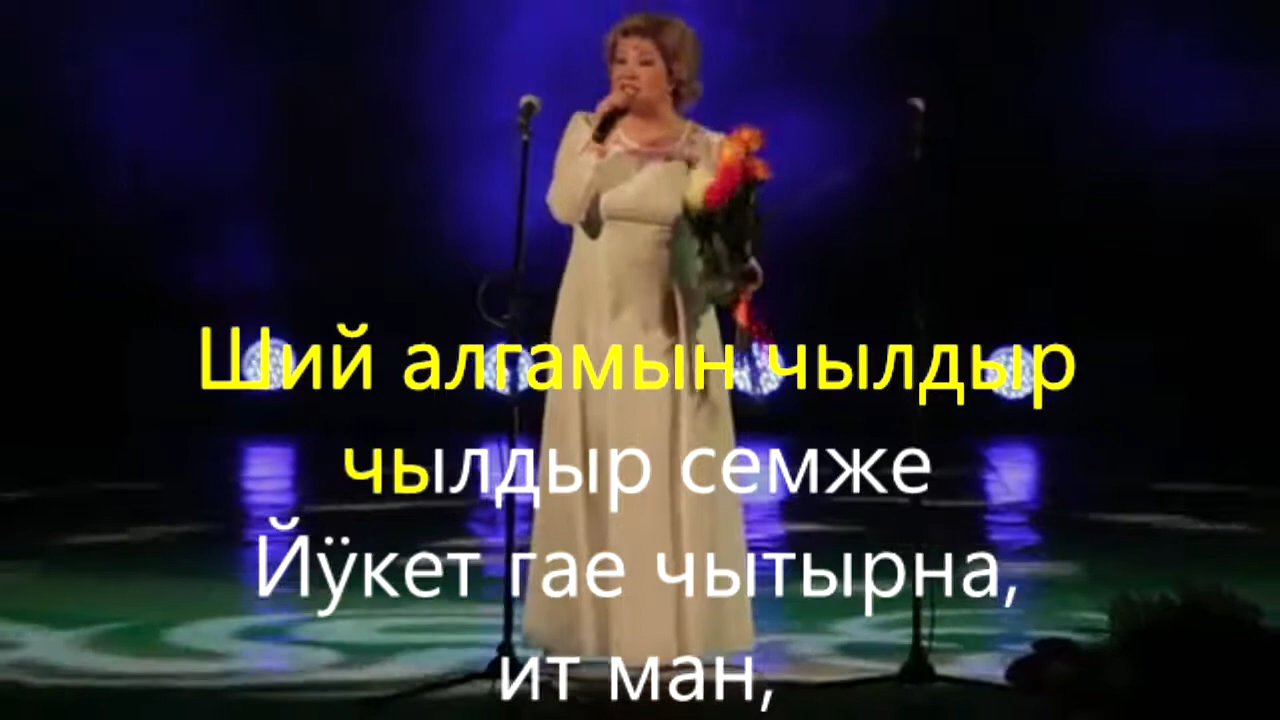 Ший алгамын чылдыр
чылдыр семже
Йӱкет гае чытырна,
ит ман,